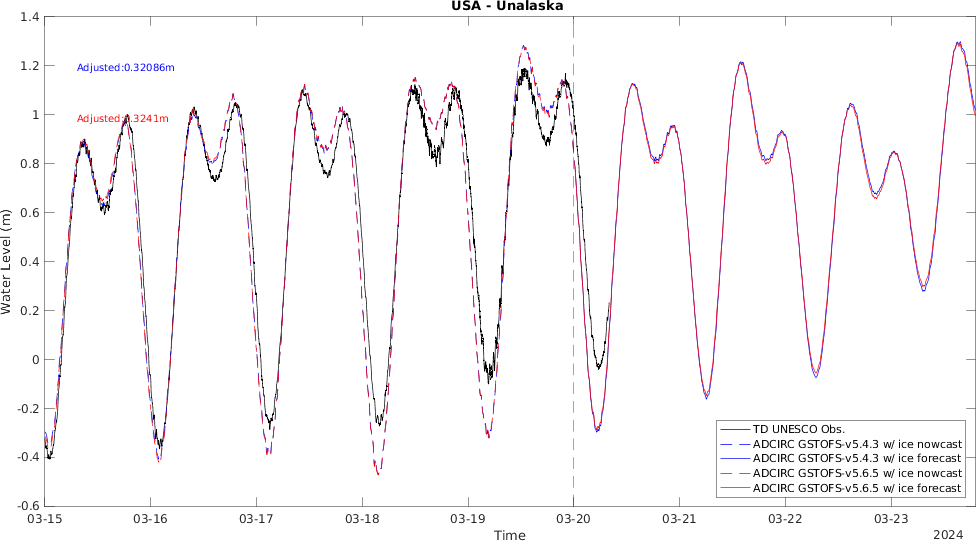 USA - Unalaska
1.4
1.2
1
0.8
0.6
0.4
0.2
0
-0.2
-0.4
-0.6
Water Level (m)
Adjusted:0.32086m
Adjusted:0.3241m
TD UNESCO Obs.
ADCIRC GSTOFS-v5.4.3 w/ ice nowcast
ADCIRC GSTOFS-v5.4.3 w/ ice forecast
ADCIRC GSTOFS-v5.6.5 w/ ice nowcast
ADCIRC GSTOFS-v5.6.5 w/ ice forecast
03-15 03-16 03-17 03-18 03-19 03-20 03-21 03-22 03-23
Time
2024